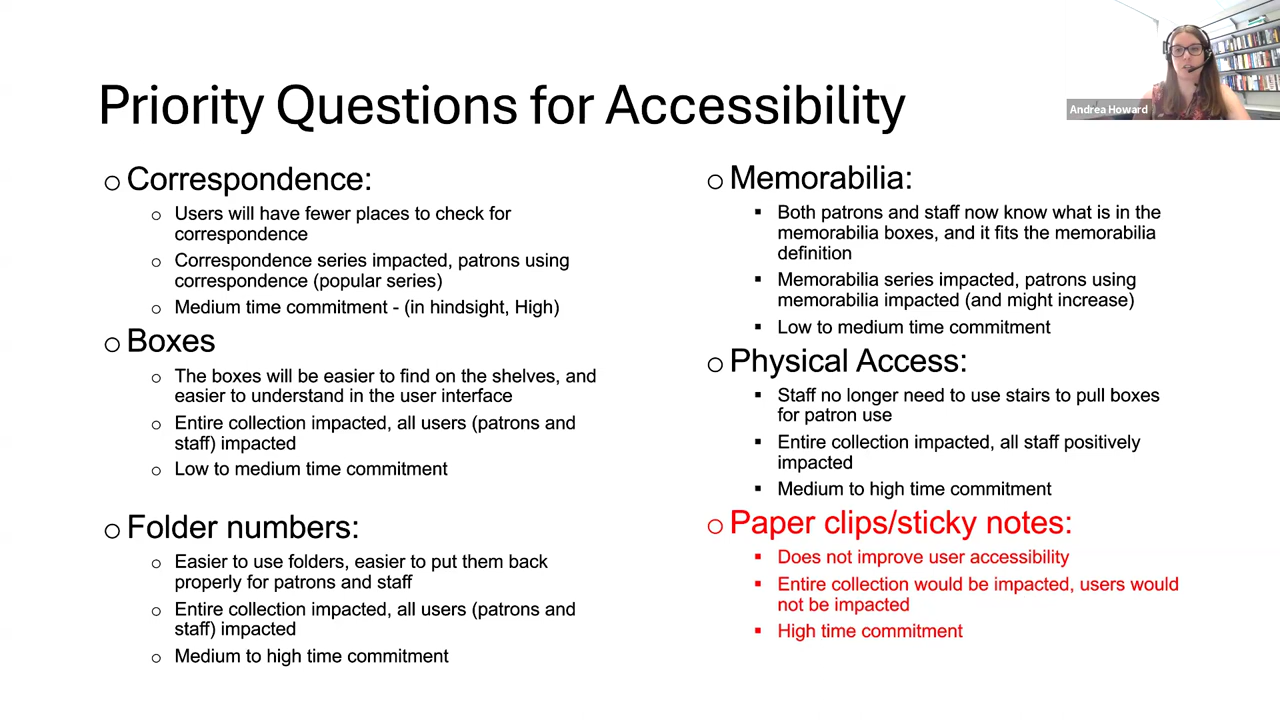 Priority Questions for Accessibility
Andrea Howard
Correspondence:
Users will have fewer places to check for
correspondence
Correspondence series impacted, patrons using
correspondence (popular series)
Medium time commitment - (in hindsight, High)
Boxes
The boxes will be easier to find on the shelves, and
easier to understand in the user interface
Entire collection impacted, all users (patrons and
staff) impacted
Low to medium time commitment
Folder numbers:
Easier to use folders, easier to put them back
properly for patrons and staff
Entire collection impacted, all users (patrons and
staff) impacted
Medium to high time commitment
Memorabilia:
Both patrons and staff now know what is in the
memorabilia boxes, and it fits the memorabilia
definition
Memorabilia series impacted, patrons using
memorabilia impacted (and might increase)
Low to medium time commitment
Physical Access:
Staff no longer need to use stairs to pull boxes
for patron use
Entire collection impacted, all staff positively
impacted
Medium to high time commitment
Paper clips/sticky notes:
Does not improve user accessibility
Entire collection would be impacted, users would
not be impacted
High time commitment